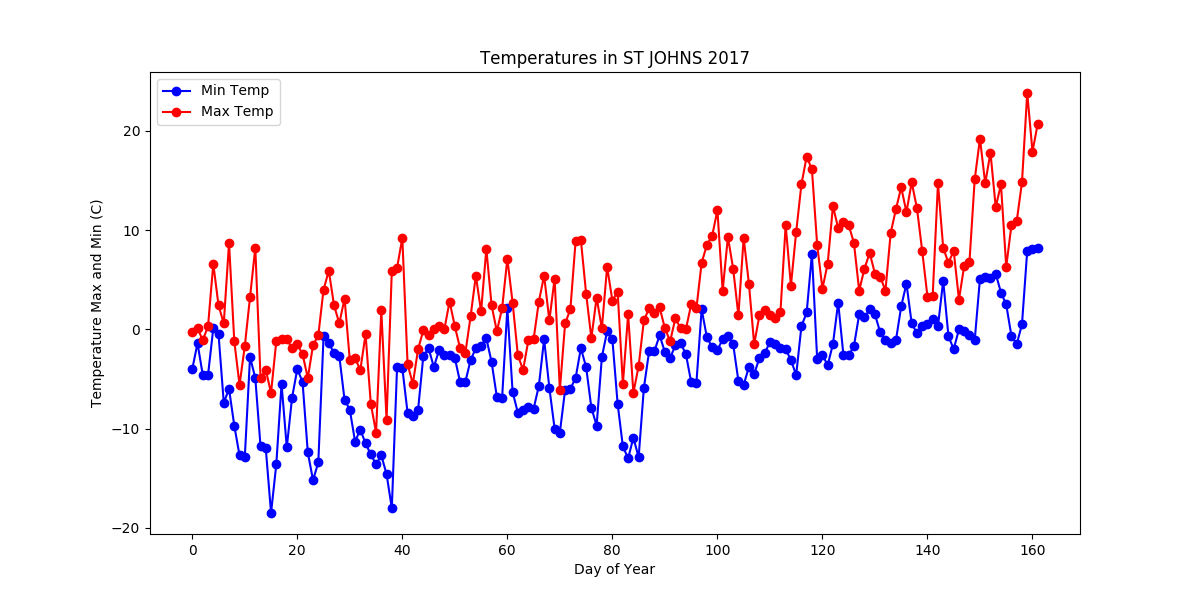 Temperatures in ST JOHNS 2017
Min Temp
Max Temp
Temperature Max and Min (C)
20
10
0
−10
−20
0 20 40 60 80 100 120 140 160
Day of Year